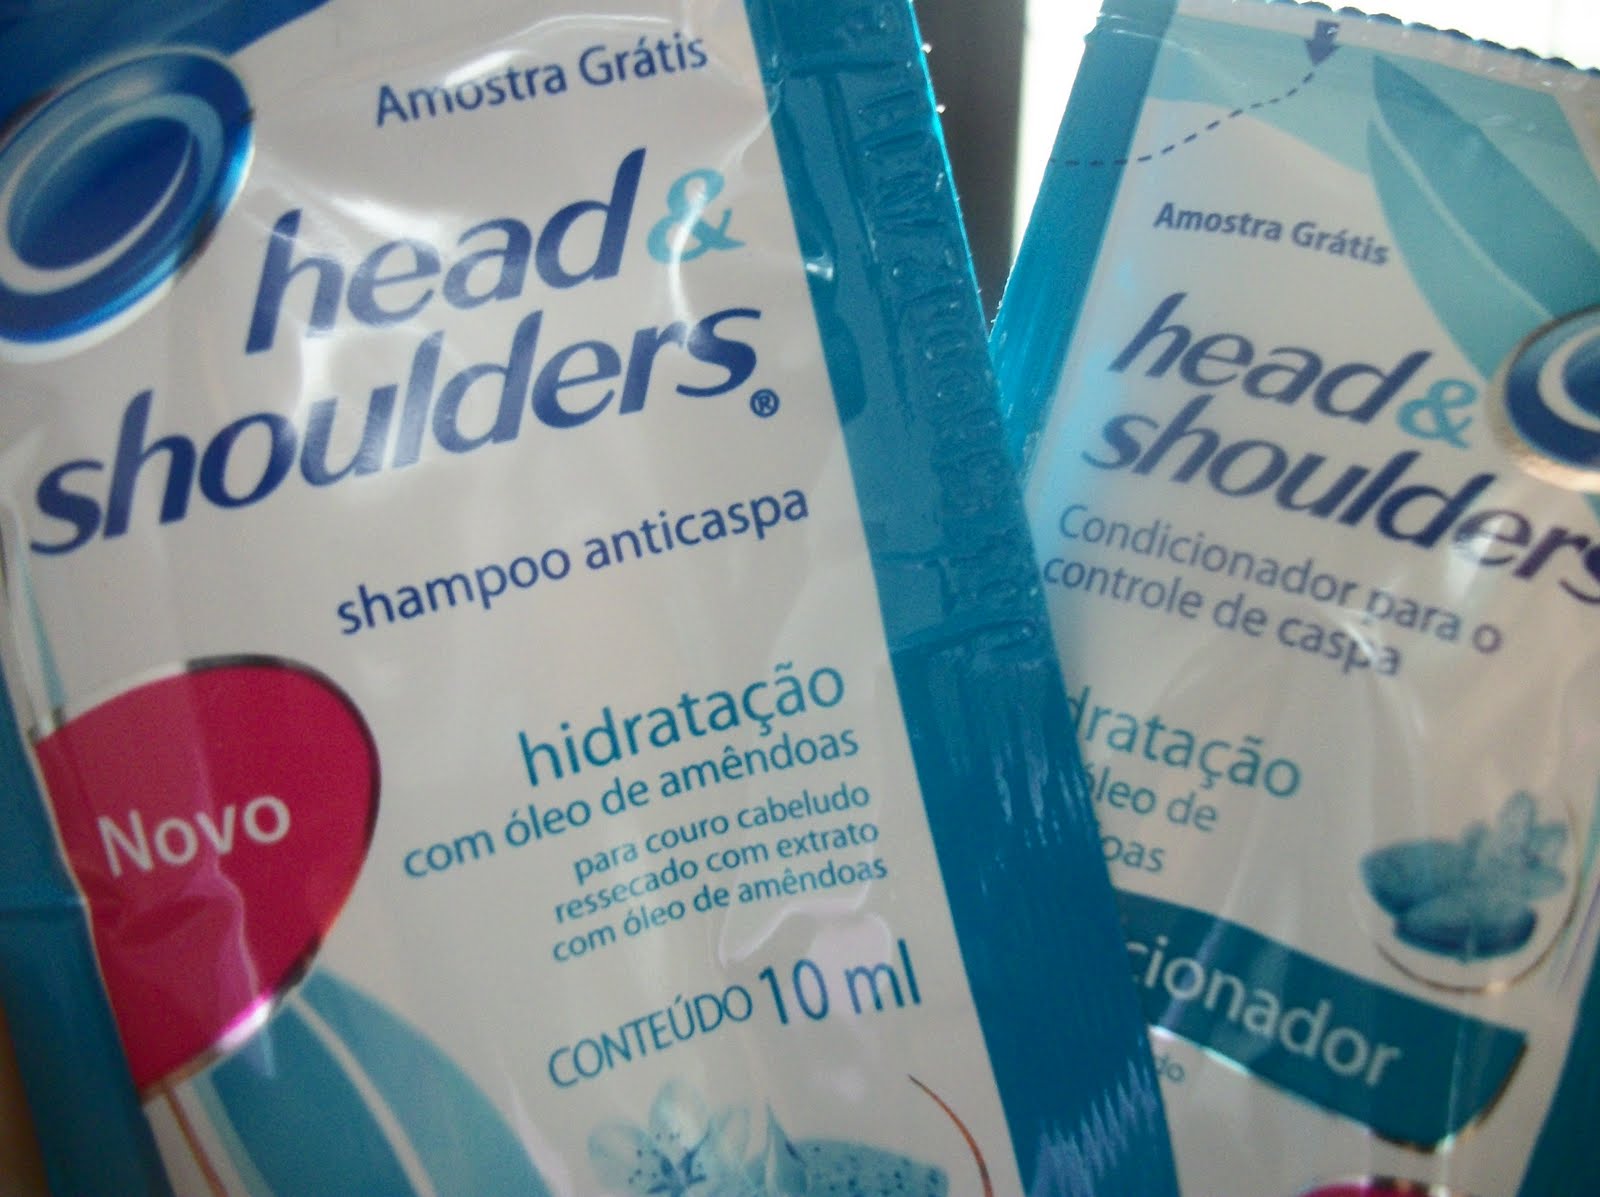 Amostra Grátis
head &
shoulders®
shampoo anticaspa
hidratação
com óleo de amêndoas
para couro cabeludo
ressecado com extrato
com óleo de amêndoas
CONTEÚDO 10 ml
Novo
Amostra Grátis
head &
shoulders
Condicionador para o
controle de caspa
dratação
óleo de
oas
cionador